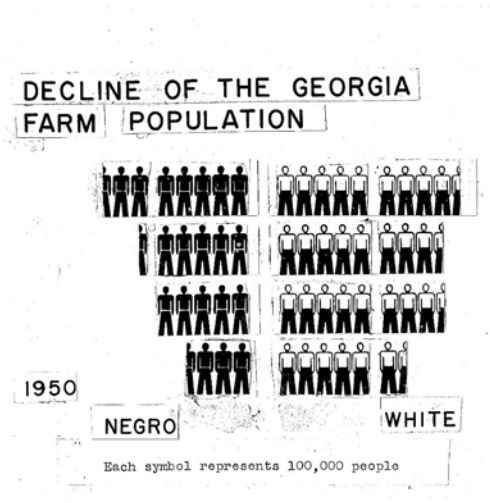 DECLINE OF THE GEORGIA
FARM POPULATION
1950
NEGRO
WHITE
Each symbol represents 100,000 people